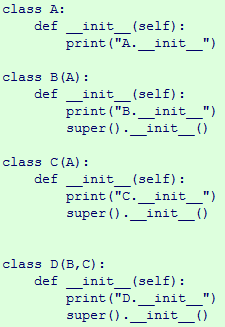 class A:
    def __init__(self):
        print("A.__init__")

class B(A):
    def __init__(self):
        print("B.__init__")
        super().__init__()

class C(A):
    def __init__(self):
        print("C.__init__")
        super().__init__()


class D(B,C):
    def __init__(self):
        print("D.__init__")
        super().__init__()